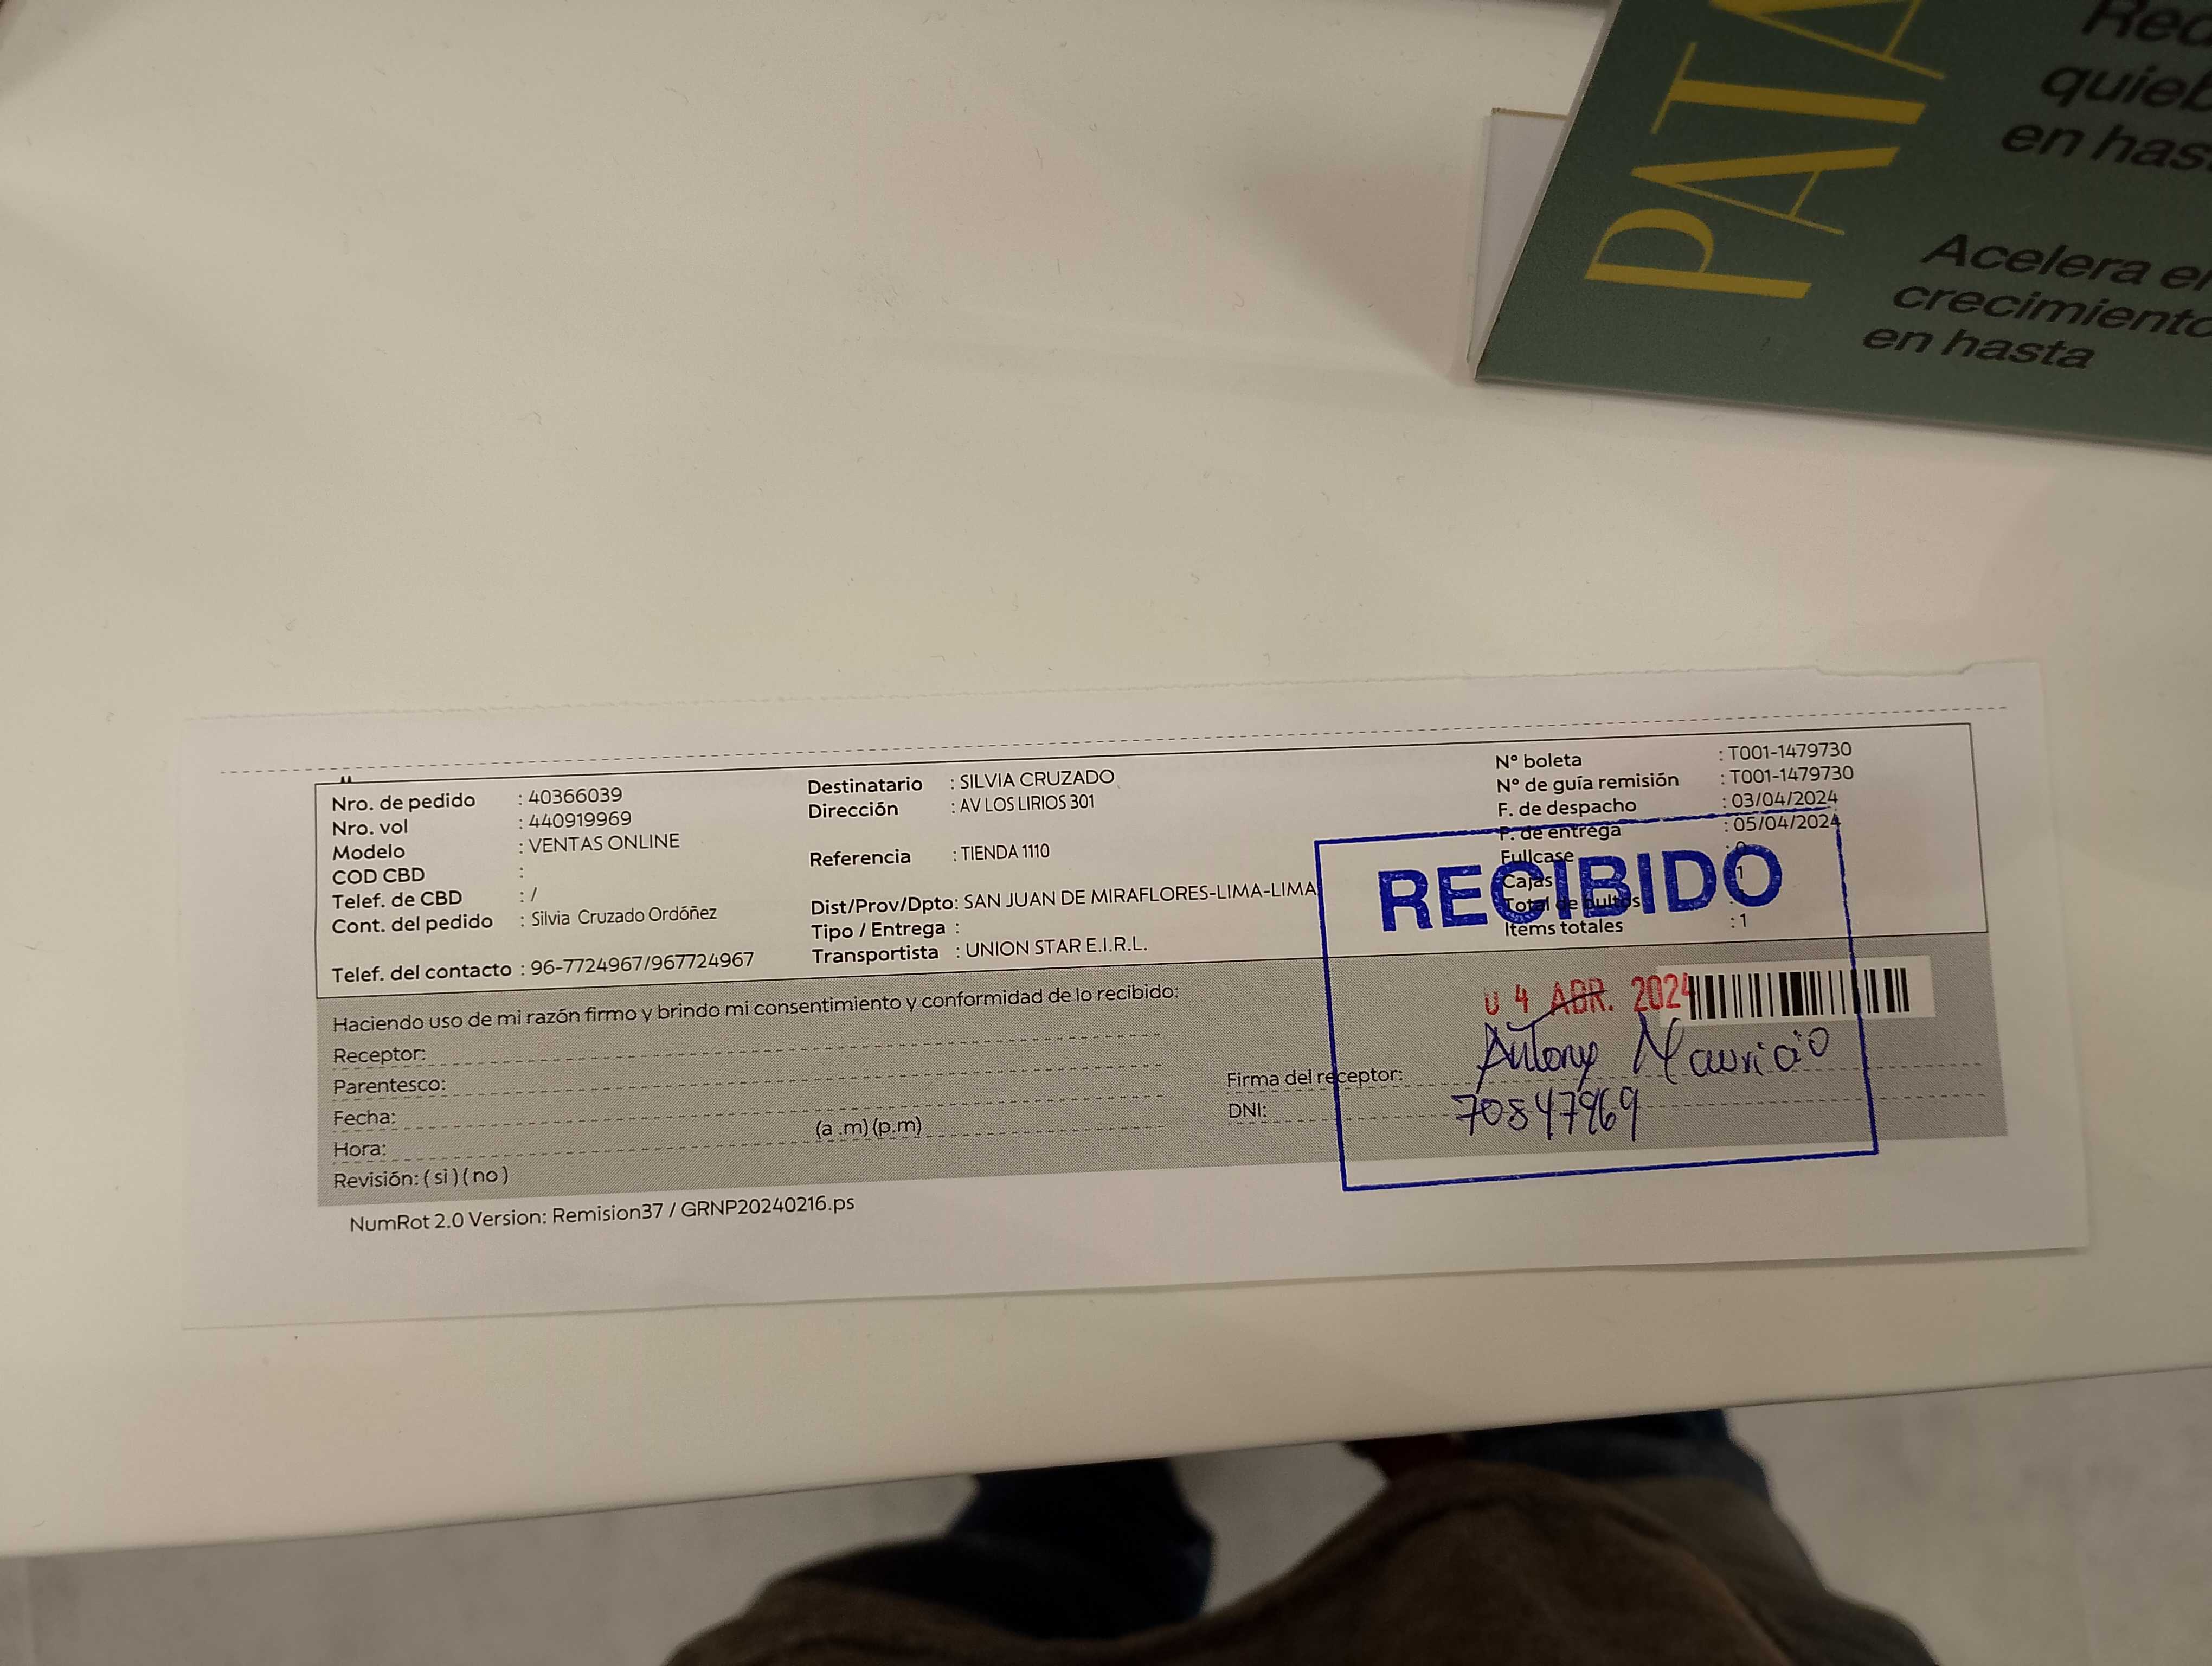 PATA
Red
quieb
en has
Acelera el
crecimiento
en hasta
Nro. de pedido : 40366039
Nro. vol : 440919969
Modelo : VENTAS ONLINE
COD CBD :
Telef. de CBD : /
Cont. del pedido : Silvia Cruzado Ordóñez
Telef. del contacto : 96-7724967/967724967
Destinatario : SILVIA CRUZADO
Dirección : AV LOS LIRIOS 301
Referencia : TIENDA 1110
Dist/Prov/Dpto: SAN JUAN DE MIRAFLORES-LIMA-LIMA
Tipo / Entrega :
Transportista : UNION STAR E.I.R.L.
N° boleta : T001-1479730
N° de guía remisión : T001-1479730
F. de despacho : 03/04/2024
F. de entrega : 05/04/2024
Fullcase : 0
Cajas : 1
Total de bultos :
Items totales : 1
RECIBIDO
Haciendo uso de mi razón firmo y brindo mi consentimiento y conformidad de lo recibido:
Receptor:
Parentesco:
Fecha:
Hora: (a .m) (p.m)
Revisión: ( si ) ( no )
04 ABR. 2024
Firma del receptor: Antony Mauricio
DNI: 70847969
NumRot 2.0 Version: Remision37 / GRNP20240216.ps